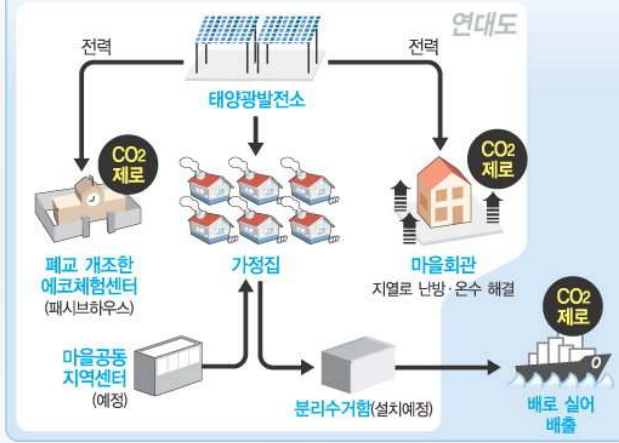 연대도
전력
전력
태양광발전소
CO2
제로
CO2
제로
폐교 개조한
에코체험센터
(패시브하우스)
가정집
마을회관
지열로 난방·온수 해결
CO2
제로
마을공동
지역센터
(예정)
분리수거함(설치예정)
배로 실어
배출